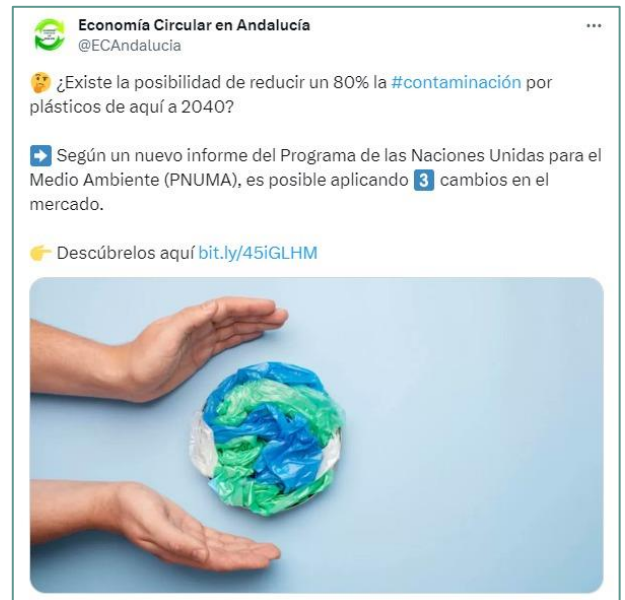 Economía Circular en Andalucía
@ECAndalucia
🤔 ¿Existe la posibilidad de reducir un 80% la #contaminación por
plásticos de aquí a 2040?
➡️ Según un nuevo informe del Programa de las Naciones Unidas para el
Medio Ambiente (PNUMA), es posible aplicando 3️⃣ cambios en el
mercado.
👉 Descúbrelos aquí bit.ly/45iGLHM